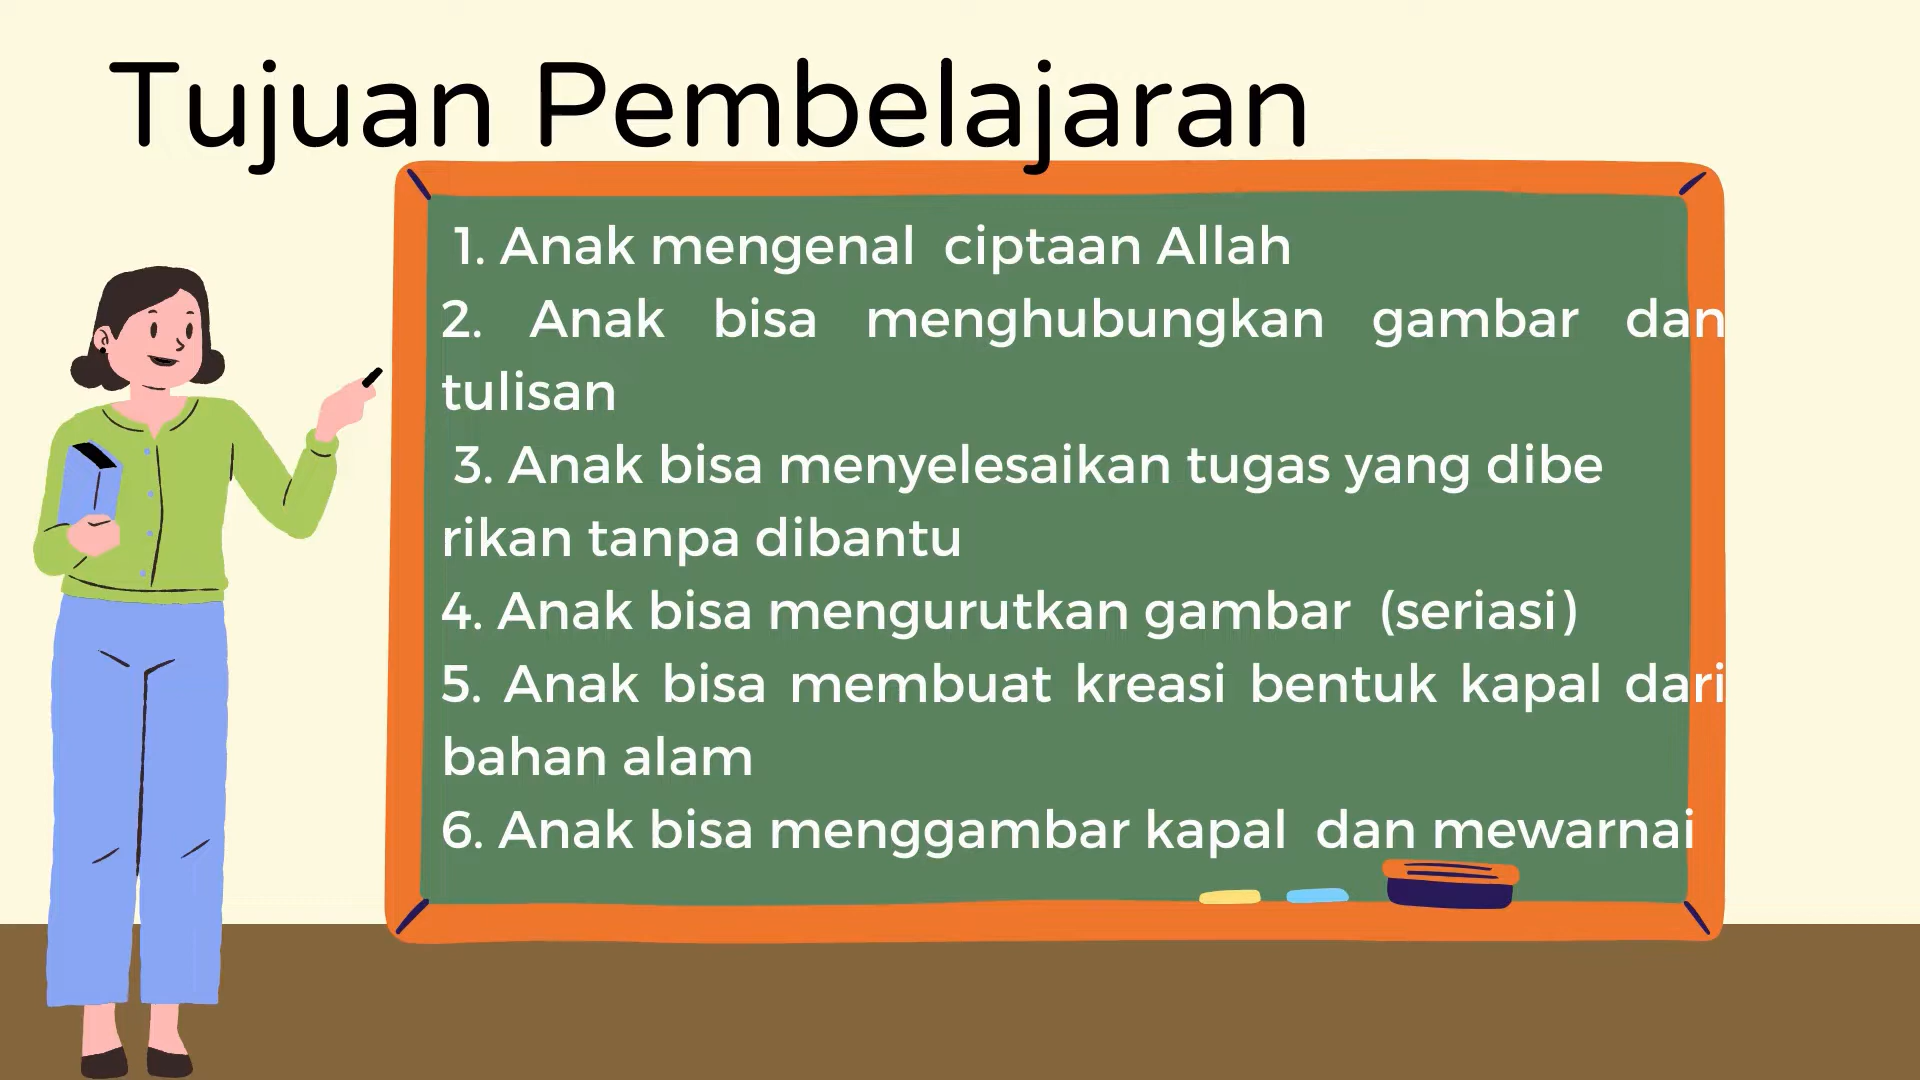 Tujuan Pembelajaran
1. Anak mengenal ciptaan Allah
2. Anak bisa menghubungkan gambar dan
tulisan
3. Anak bisa menyelesaikan tugas yang dibe
rikan tanpa dibantu
4. Anak bisa mengurutkan gambar (seriasi)
5. Anak bisa membuat kreasi bentuk kapal dari
bahan alam
6. Anak bisa menggambar kapal dan mewarnai